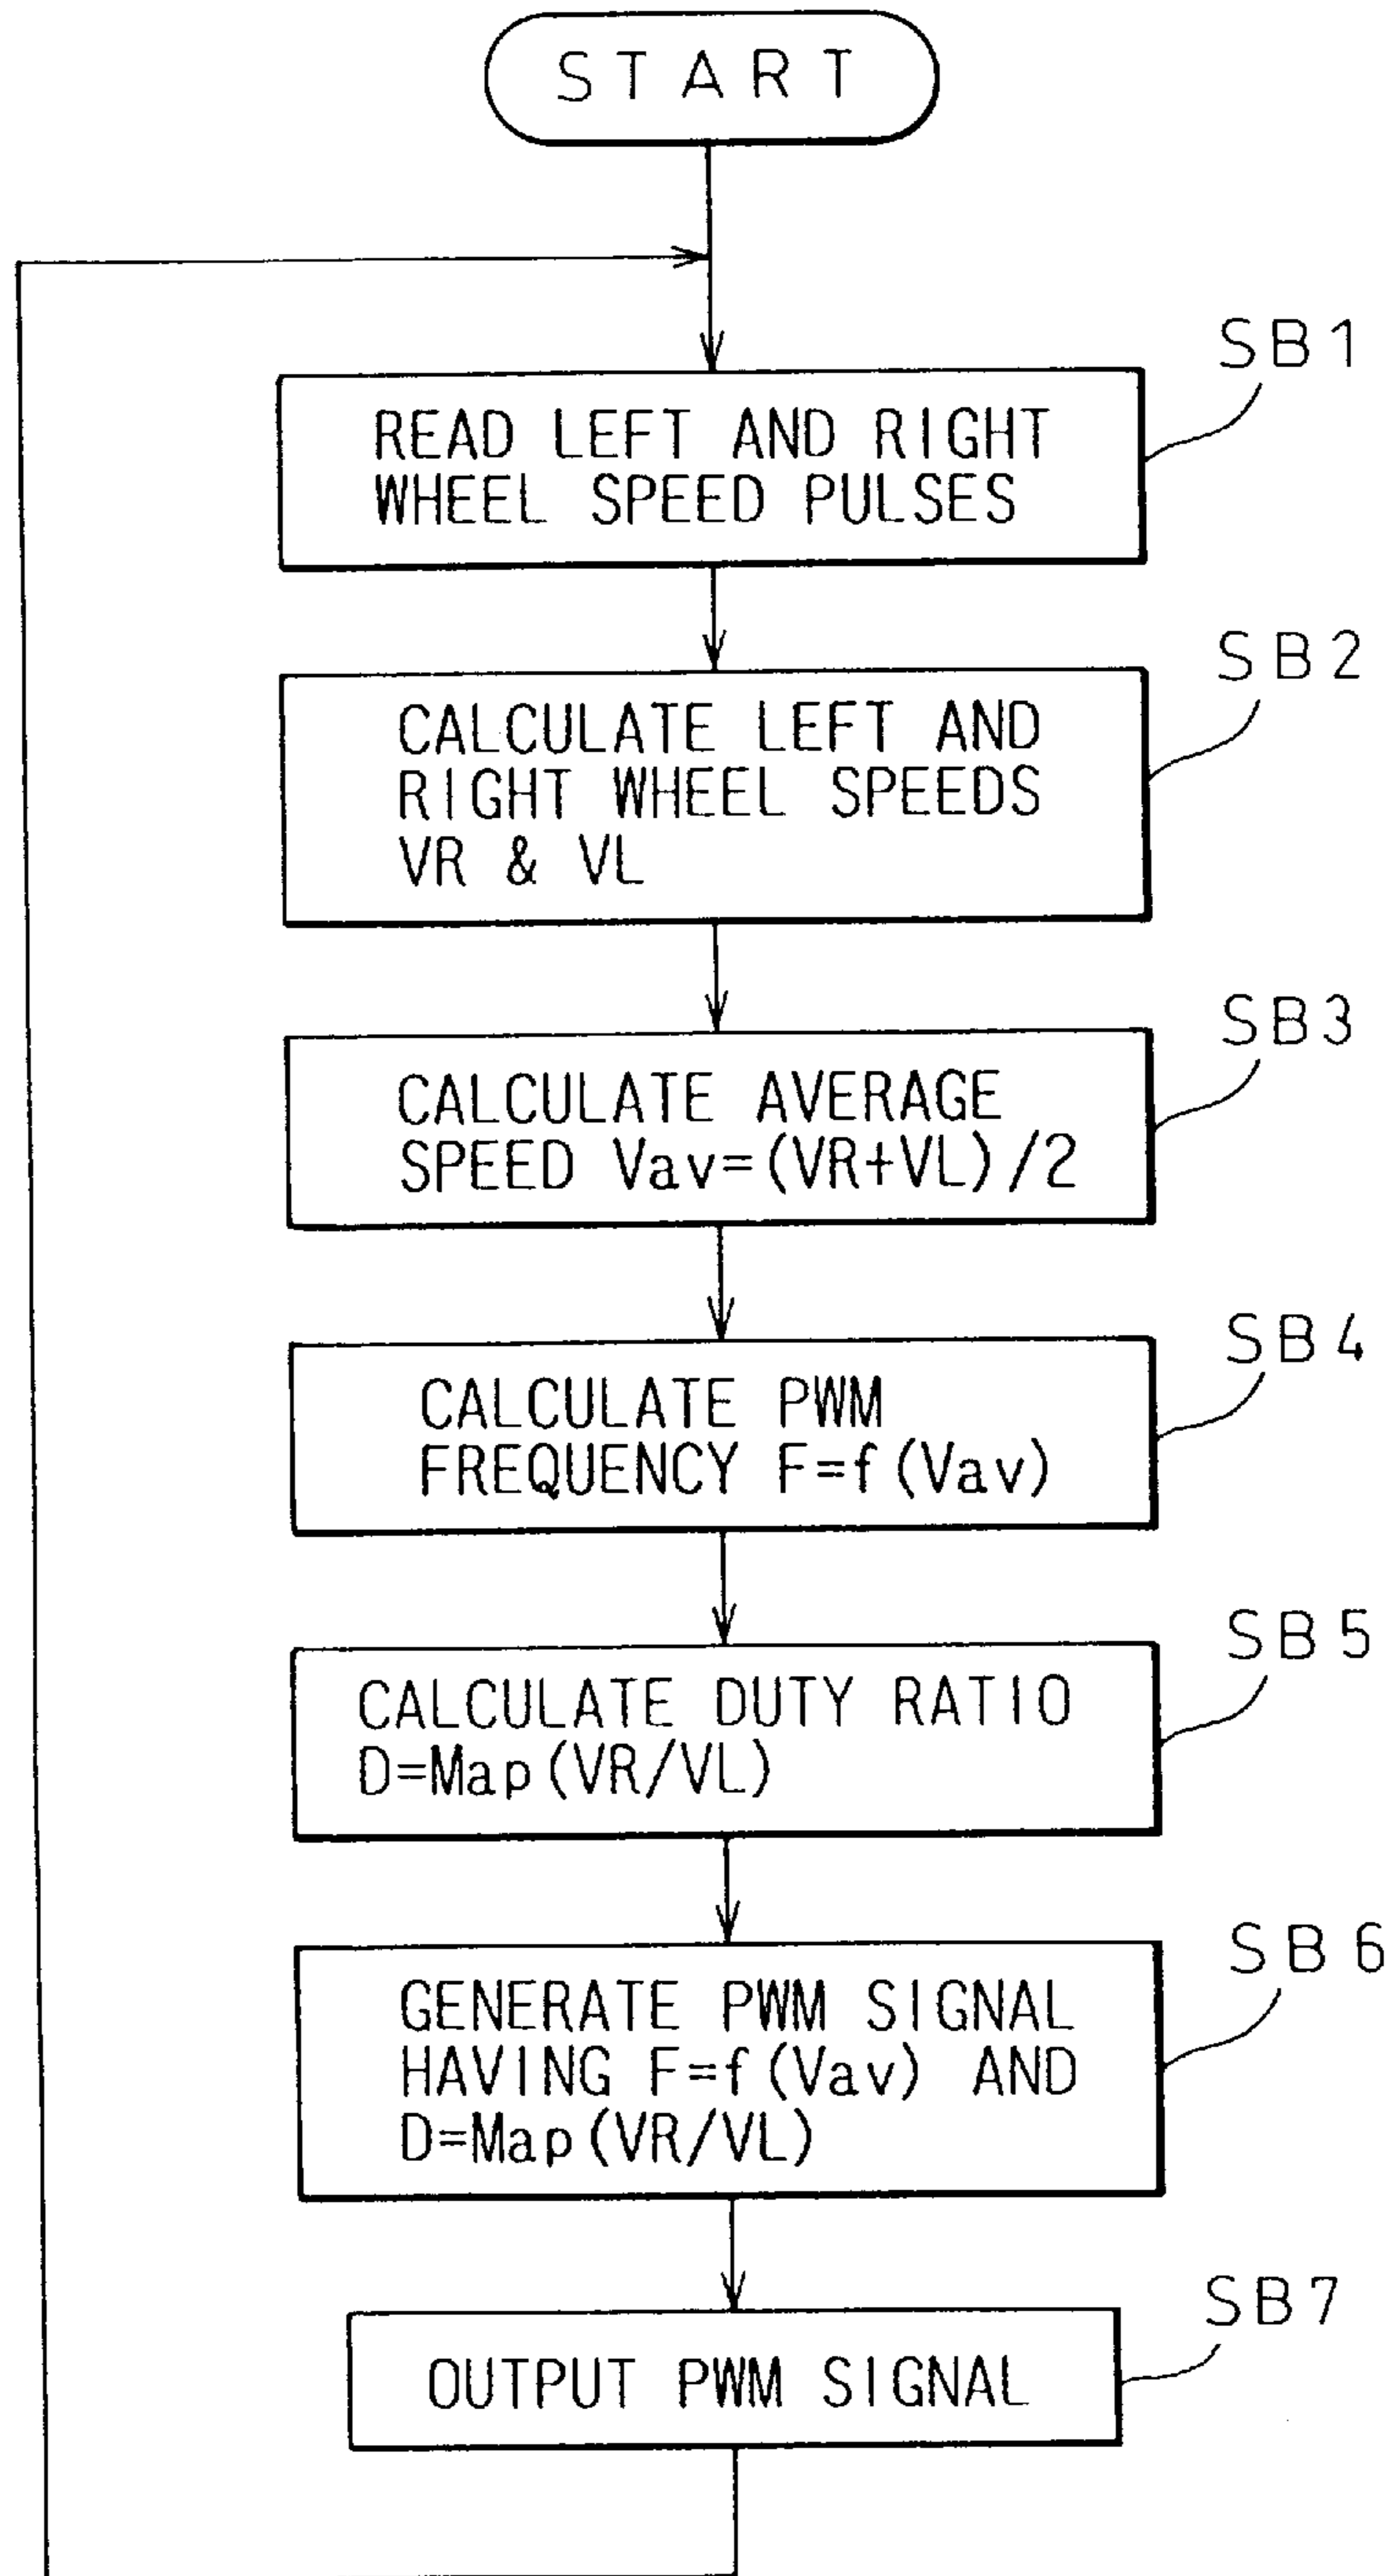 START
SB1
READ LEFT AND RIGHT
WHEEL SPEED PULSES
SB2
CALCULATE LEFT AND
RIGHT WHEEL SPEEDS
VR & VL
SB3
CALCULATE AVERAGE
SPEED Vav=(VR+VL)/2
SB4
CALCULATE PWM
FREQUENCY F=f(Vav)
SB5
CALCULATE DUTY RATIO
D=Map(VR/VL)
SB6
GENERATE PWM SIGNAL
HAVING F=f(Vav) AND
D=Map(VR/VL)
SB7
OUTPUT PWM SIGNAL